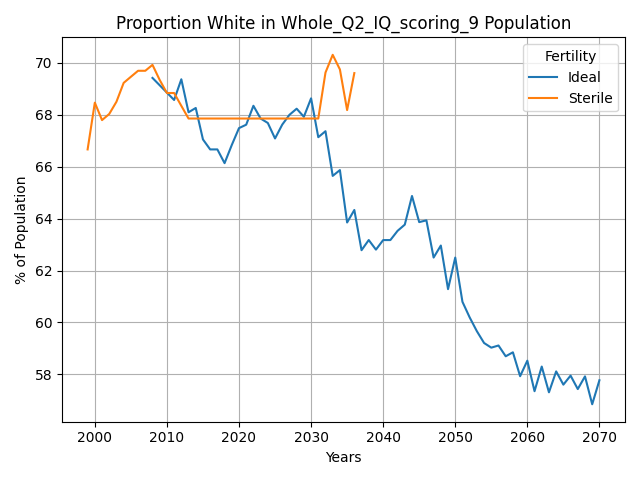 Proportion White in Whole_Q2_IQ_scoring_9 Population
Fertility
Ideal
Sterile
% of Population
70
68
66
64
62
60
58
2000 2010 2020 2030 2040 2050 2060 2070
Years